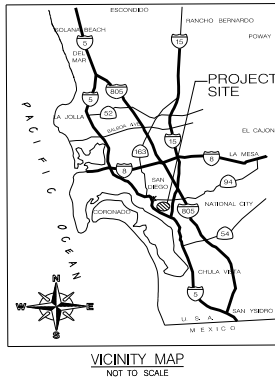 ESCONDIDO
RANCHO BERNARDO
SOLANA BEACH
5
15
POWAY
DEL
MAR
805
PROJECT
SITE
5
52
LA JOLLA
163
15
EL CAJON
LA MESA
8
8
SAN
DIEGO
94
CORONADO
805
NATIONAL CITY
54
CHULA VISTA
5
SAN YSIDRO
U. S. A.
MEXICO
PACIFIC OCEAN
N
W
E
S
VICINITY MAP
NOT TO SCALE